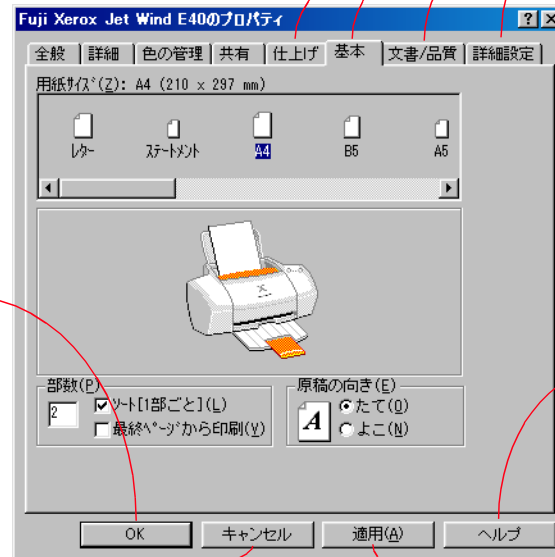 Fuji Xerox Jet Wind E40のプロパティ
全般 詳細 色の管理 共有 仕上げ 基本 文書/品質 詳細設定
用紙サイズ(Z): A4 (210 × 297 mm)
レター ステートメント A4 B5 A5
部数(P)
2
ソート[1部ごと](L)
最終ページから印刷(V)
原稿の向き(E)
A
たて(O)
よこ(N)
OK キャンセル 適用(A) ヘルプ